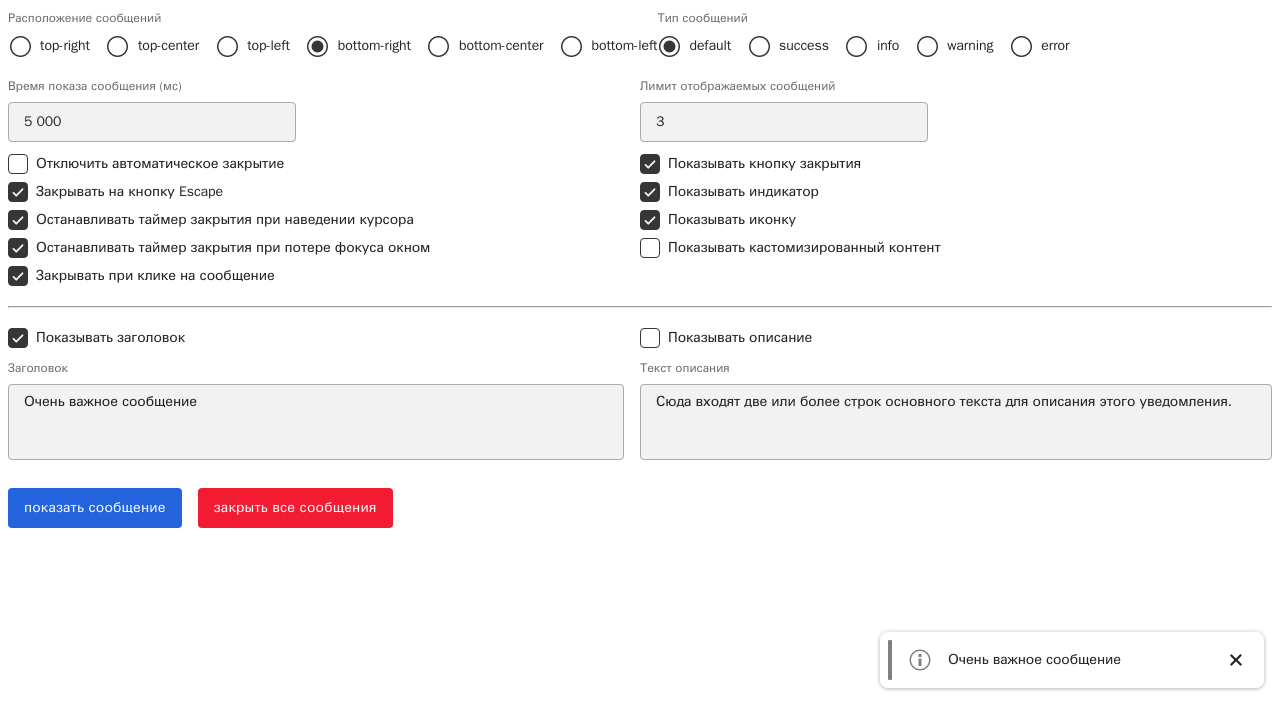 Расположение сообщений
Тип сообщений
top-right top-center top-left bottom-right bottom-center bottom-left
default success info warning error
Время показа сообщения (мс)
Лимит отображаемых сообщений
5 000
3
Отключить автоматическое закрытие
Показывать кнопку закрытия
Закрывать на кнопку Escape
Показывать индикатор
Останавливать таймер закрытия при наведении курсора
Показывать иконку
Останавливать таймер закрытия при потере фокуса окном
Показывать кастомизированный контент
Закрывать при клике на сообщение
Показывать заголовок
Показывать описание
Заголовок
Текст описания
Очень важное сообщение
Сюда входят две или более строк основного текста для описания этого уведомления.
показать сообщение
закрыть все сообщения
Очень важное сообщение